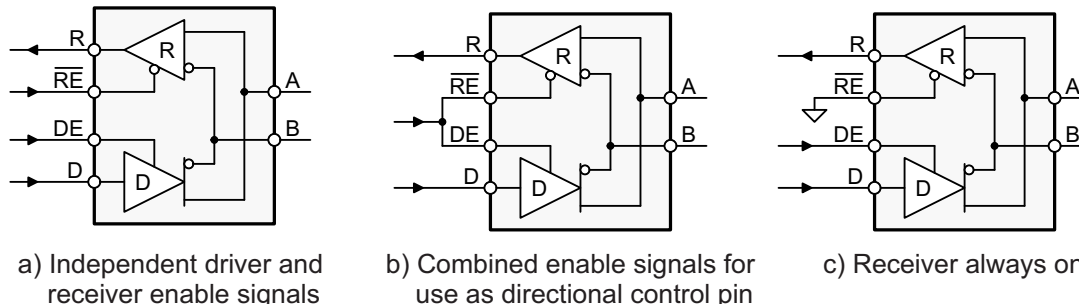 R
R
RE
A
DE
B
D
D
a) Independent driver and
receiver enable signals
R
R
RE
A
DE
B
D
D
b) Combined enable signals for
use as directional control pin
R
R
RE
A
DE
B
D
D
c) Receiver always on